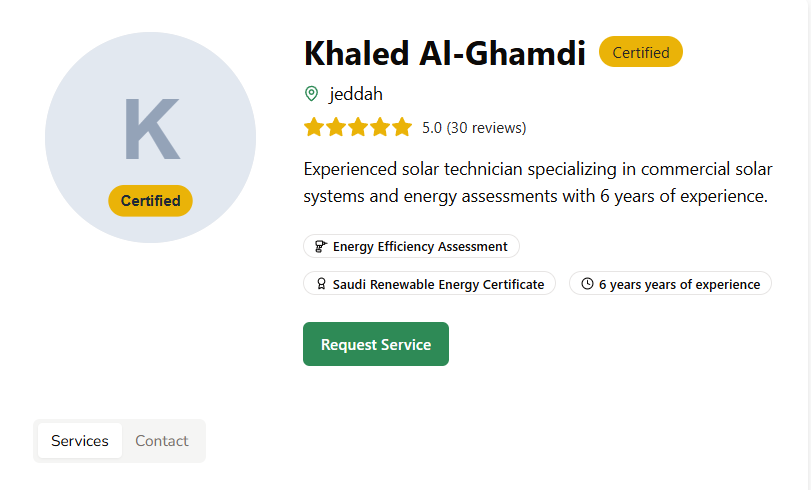 K
Certified
Khaled Al-Ghamdi Certified
jeddah
5.0 (30 reviews)
Experienced solar technician specializing in commercial solar
systems and energy assessments with 6 years of experience.
Energy Efficiency Assessment
Saudi Renewable Energy Certificate 6 years years of experience
Request Service
Services Contact